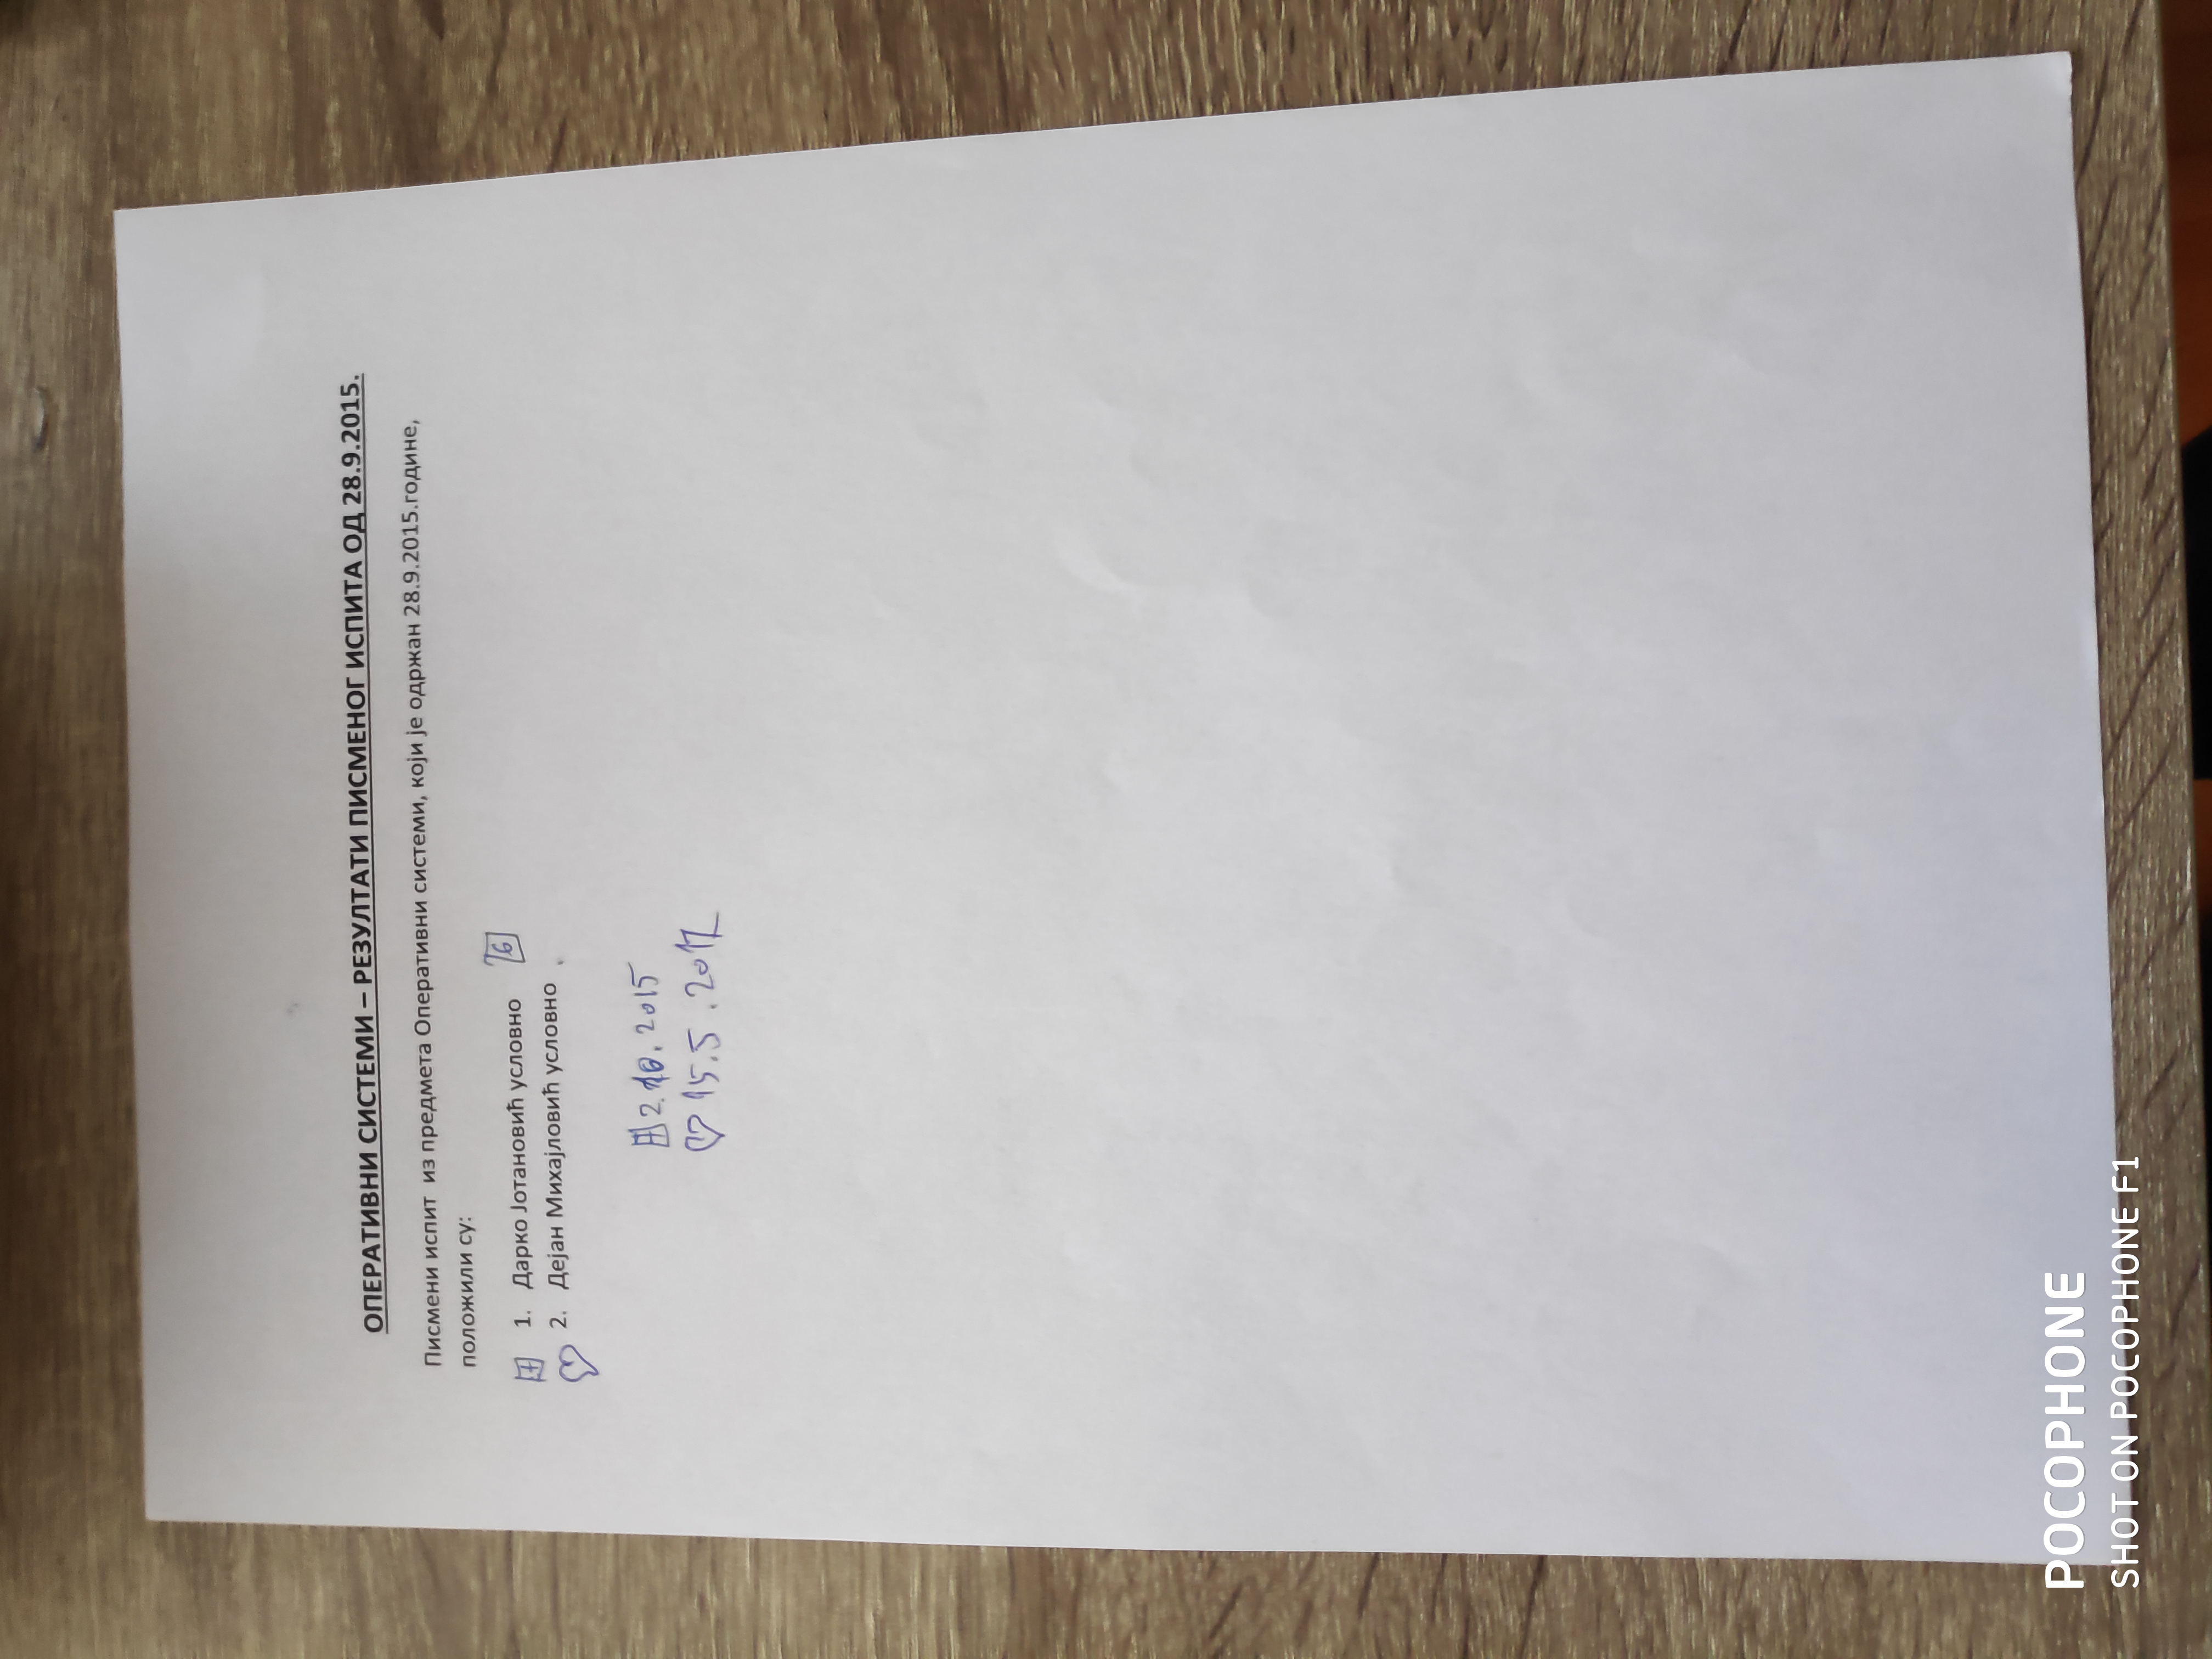 ОПЕРАТИВНИ СИСТЕМИ – РЕЗУЛТАТИ ПИСМЕНОГ ИСПИТА ОД 28.9.2015.
Писмени испит из предмета Оперативни системи, који је одржан 28.9.2015.године,
положили су:
+ 1. Дарко Јотановић условно 6
♡ 2. Дејан Михајловић условно
2.10.2015
♡ 15.5.2017
POCOPHONE
SHOT ON POCOPHONE F1